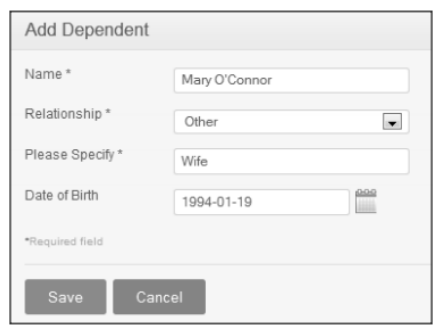 Add Dependent
Name * Mary O'Connor
Relationship * Other
Please Specify * Wife
Date of Birth 1994-01-19
*Required field
Save Cancel